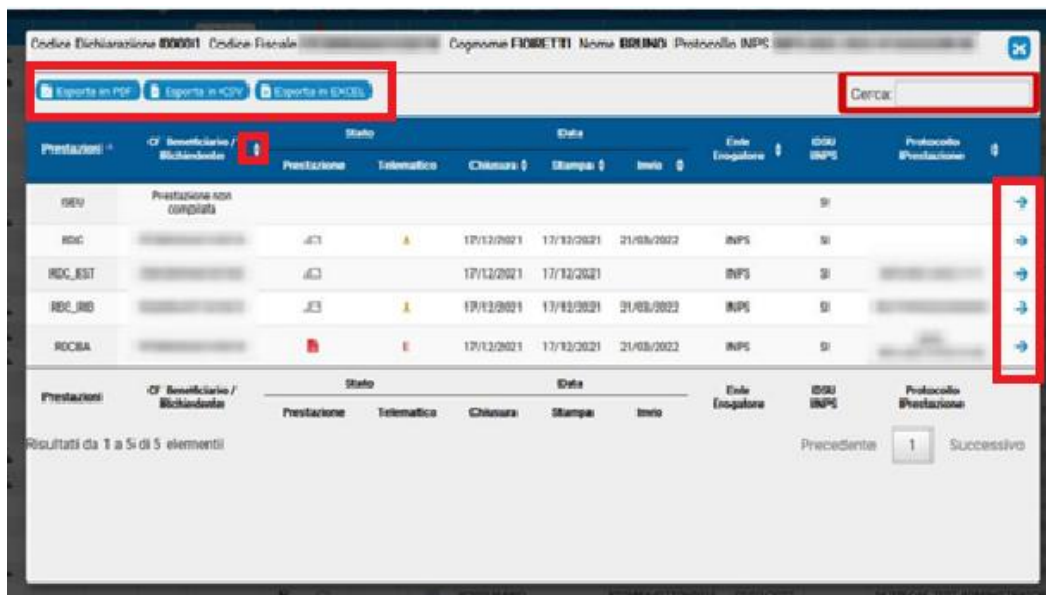 Codice Dichiarazione Codice Fiscale Cognome FIORETTI Nome BRUNO Protocollo INPS
Esporta in PDF Esporta in CSV Esporta in EXCEL Cerca:
Prestazioni CF Beneficiario / Richiedente Stato Data Ente Erogatore IDSU INPS Protocollo Prestazione
Prestazione Telematico Chiusura Stampa Invio
ISEU Prestazione non compilata SI
RDC 17/12/2021 17/12/2021 21/03/2022 INPS SI
RDC_EST 17/12/2021 17/12/2021 INPS SI
RDC_RIB 17/12/2021 17/12/2021 21/03/2022 INPS SI
RDCBA E 17/12/2021 17/12/2021 21/03/2022 INPS SI
Prestazioni CF Beneficiario / Richiedente Stato Data Ente Erogatore IDSU INPS Protocollo Prestazione
Prestazione Telematico Chiusura Stampa Invio
Risultati da 1 a 5 di 5 elementi Precedente 1 Successivo